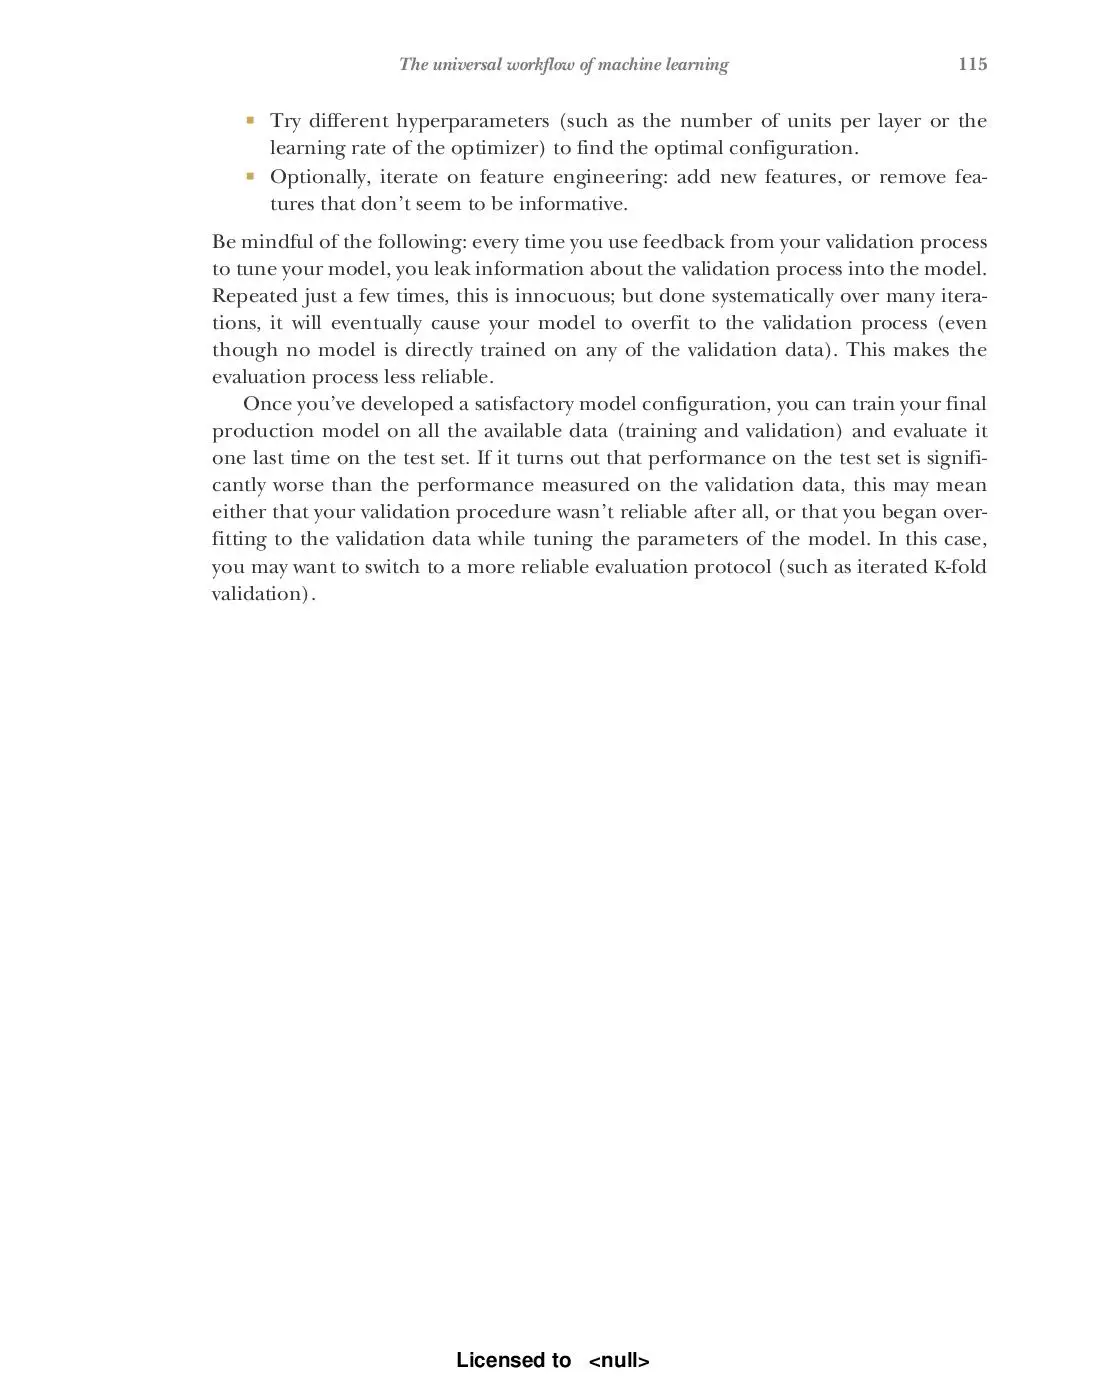 The universal workflow of machine learning 115
▪ Try different hyperparameters (such as the number of units per layer or the
learning rate of the optimizer) to find the optimal configuration.
▪ Optionally, iterate on feature engineering: add new features, or remove fea-
tures that don’t seem to be informative.
Be mindful of the following: every time you use feedback from your validation process
to tune your model, you leak information about the validation process into the model.
Repeated just a few times, this is innocuous; but done systematically over many itera-
tions, it will eventually cause your model to overfit to the validation process (even
though no model is directly trained on any of the validation data). This makes the
evaluation process less reliable.
Once you’ve developed a satisfactory model configuration, you can train your final
production model on all the available data (training and validation) and evaluate it
one last time on the test set. If it turns out that performance on the test set is signifi-
cantly worse than the performance measured on the validation data, this may mean
either that your validation procedure wasn’t reliable after all, or that you began over-
fitting to the validation data while tuning the parameters of the model. In this case,
you may want to switch to a more reliable evaluation protocol (such as iterated K-fold
validation).
Licensed to <null>